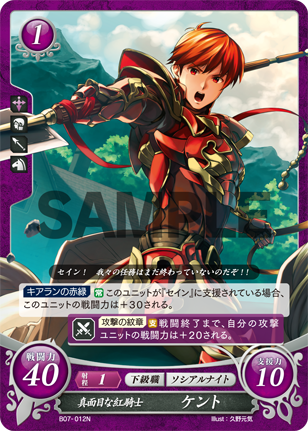 1
SAMPLE
セイン! 我々の任務はまだ終わっていないのだぞ!!
キアランの赤緑 常 このユニットが『セイン』に支援されている場合、
このユニットの戦闘力は+30される。
攻撃の紋章 支 戦闘終了まで、自分の攻撃
ユニットの戦闘力は+20される。
戦闘力
40
射程 1 下級職 ソシアルナイト
支援力
10
真面目な紅騎士 ケント
B07-012N
Illust:久野元気